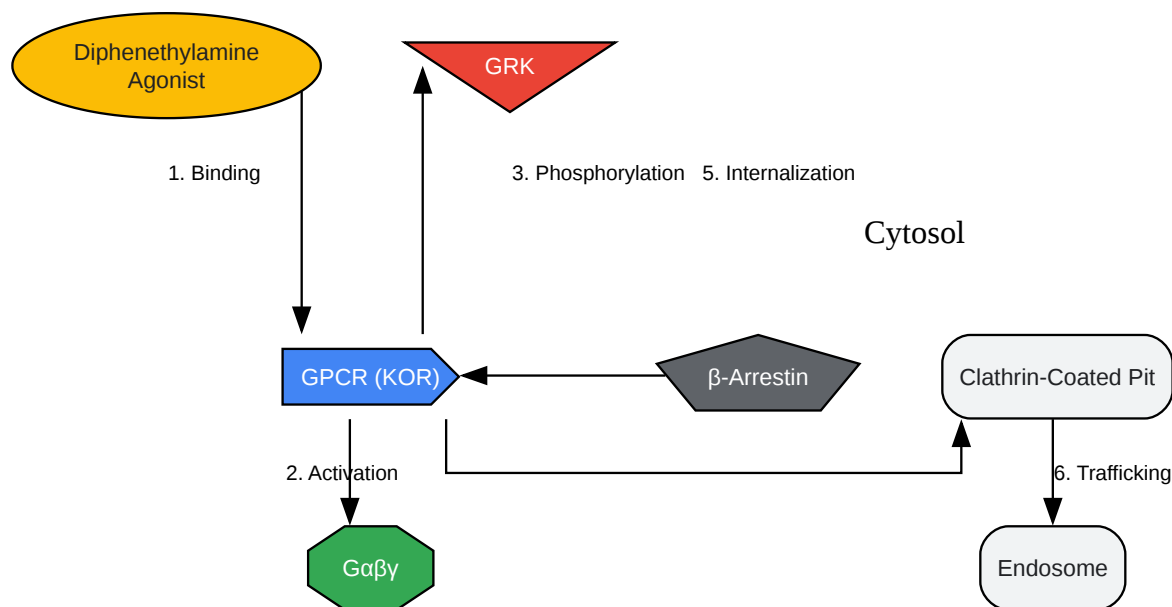 Diphenethylamine
Agonist
GRK
1. Binding
3. Phosphorylation
5. Internalization
Cytosol
GPCR (KOR)
β-Arrestin
Clathrin-Coated Pit
2. Activation
6. Trafficking
Gαβγ
Endosome